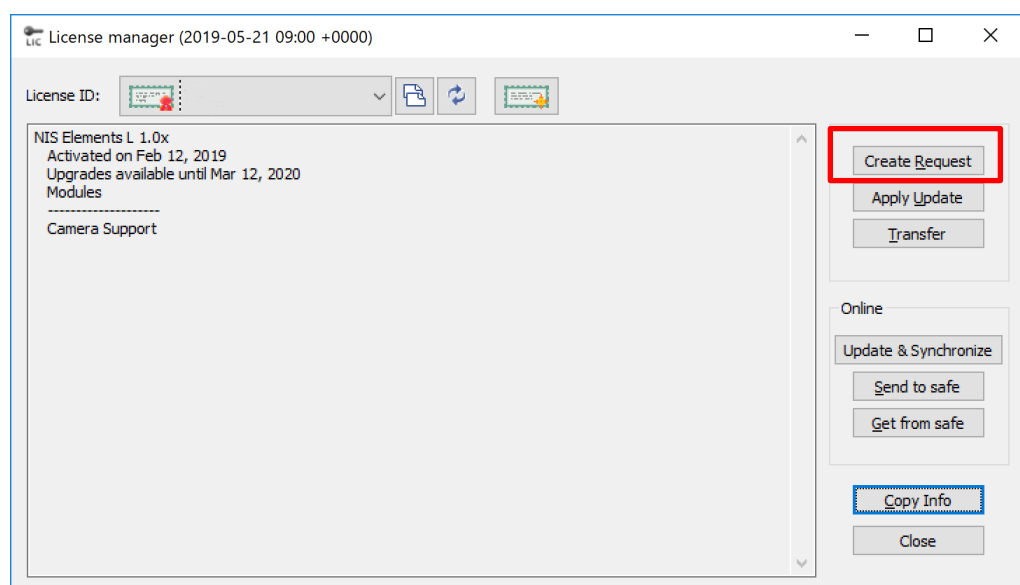 LIC License manager (2019-05-21 09:00 +0000)
License ID:
NIS Elements L 1.0x
Activated on Feb 12, 2019
Upgrades available until Mar 12, 2020
Modules
--------------------
Camera Support
Create Request
Apply Update
Transfer
Online
Update & Synchronize
Send to safe
Get from safe
Copy Info
Close